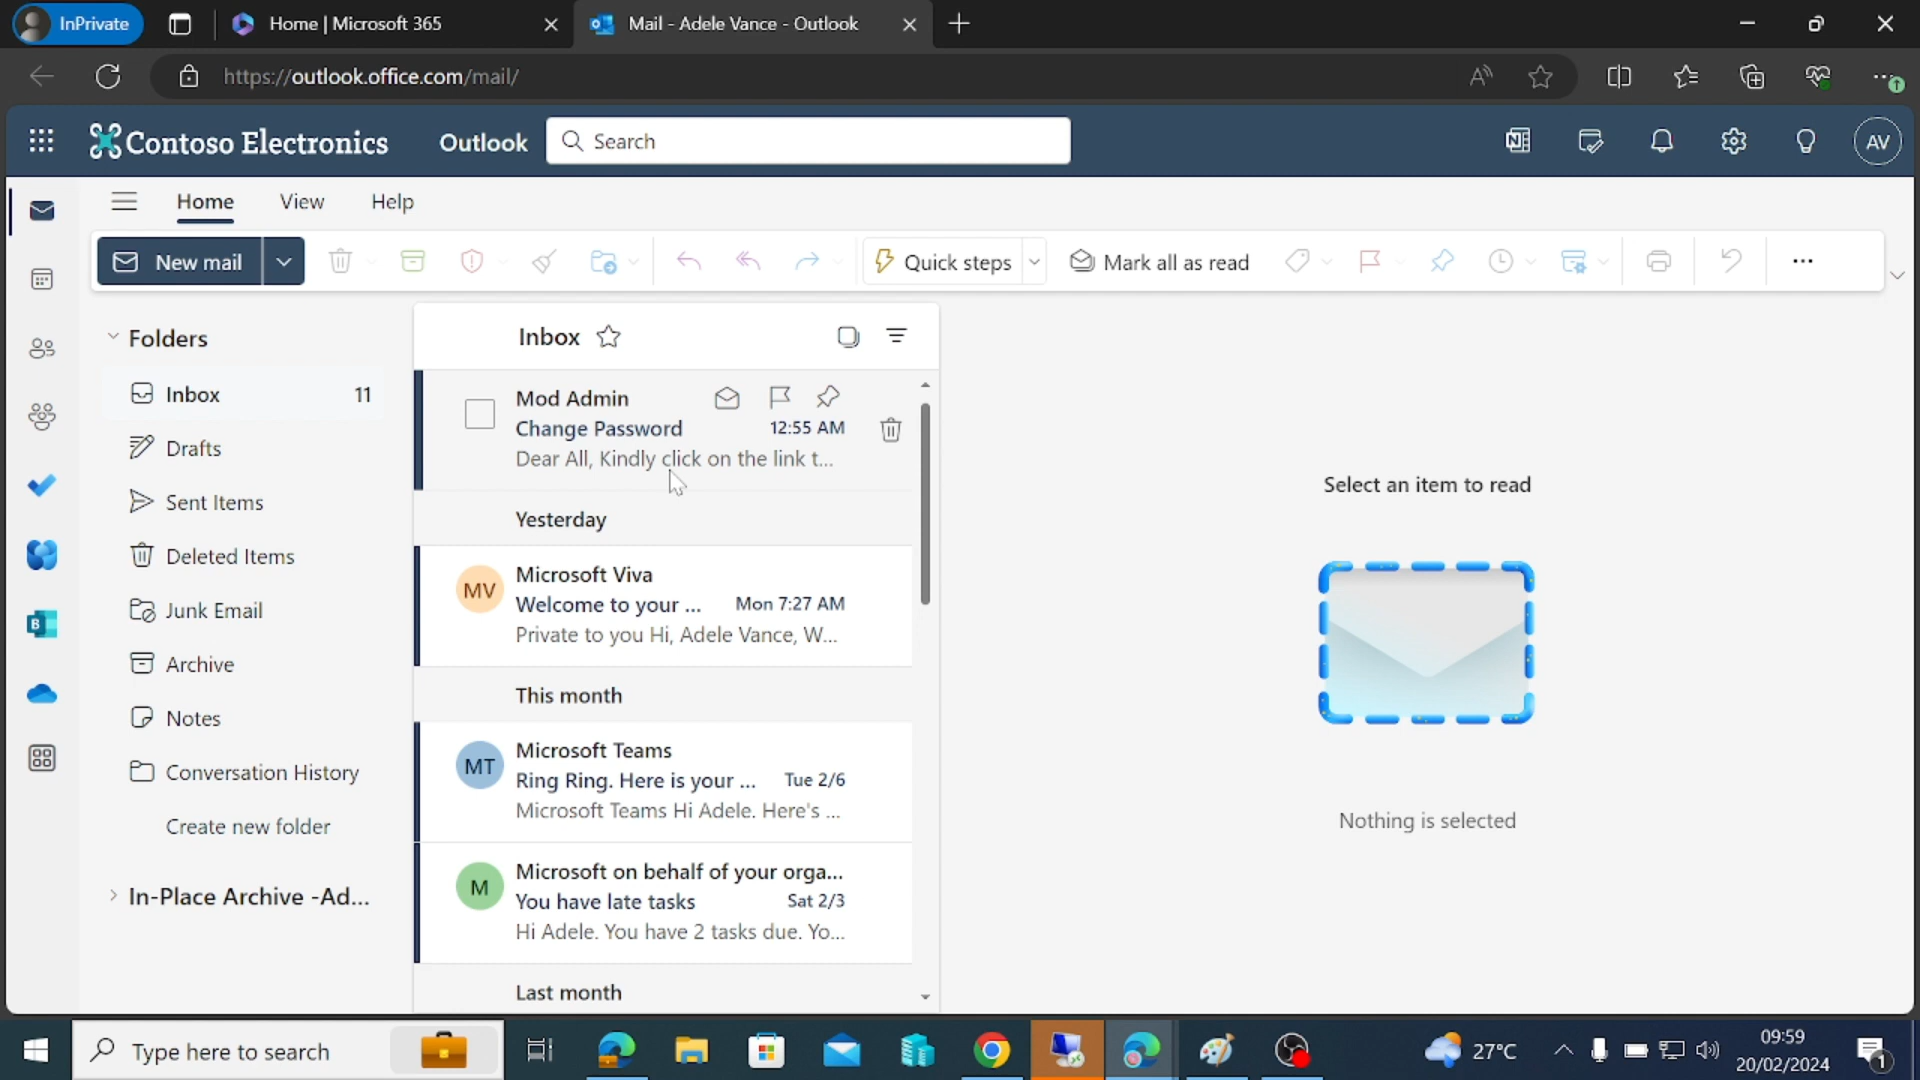 InPrivate
Home | Microsoft 365
Mail - Adele Vance - Outlook
https://outlook.office.com/mail/
Contoso Electronics
Outlook
Search
AV
Home
View
Help
New mail
Quick steps
Mark all as read
Folders
Inbox
11
Drafts
Sent Items
Deleted Items
Junk Email
Archive
Notes
Conversation History
Create new folder
In-Place Archive -Ad...
Inbox
Mod Admin
Change Password 12:55 AM
Dear All, Kindly click on the link t...
Yesterday
MV
Microsoft Viva
Welcome to your ... Mon 7:27 AM
Private to you Hi, Adele Vance, W...
This month
MT
Microsoft Teams
Ring Ring. Here is your ... Tue 2/6
Microsoft Teams Hi Adele. Here's ...
M
Microsoft on behalf of your orga...
You have late tasks Sat 2/3
Hi Adele. You have 2 tasks due. Yo...
Last month
Select an item to read
Nothing is selected
Type here to search
27°C
09:59
20/02/2024
1